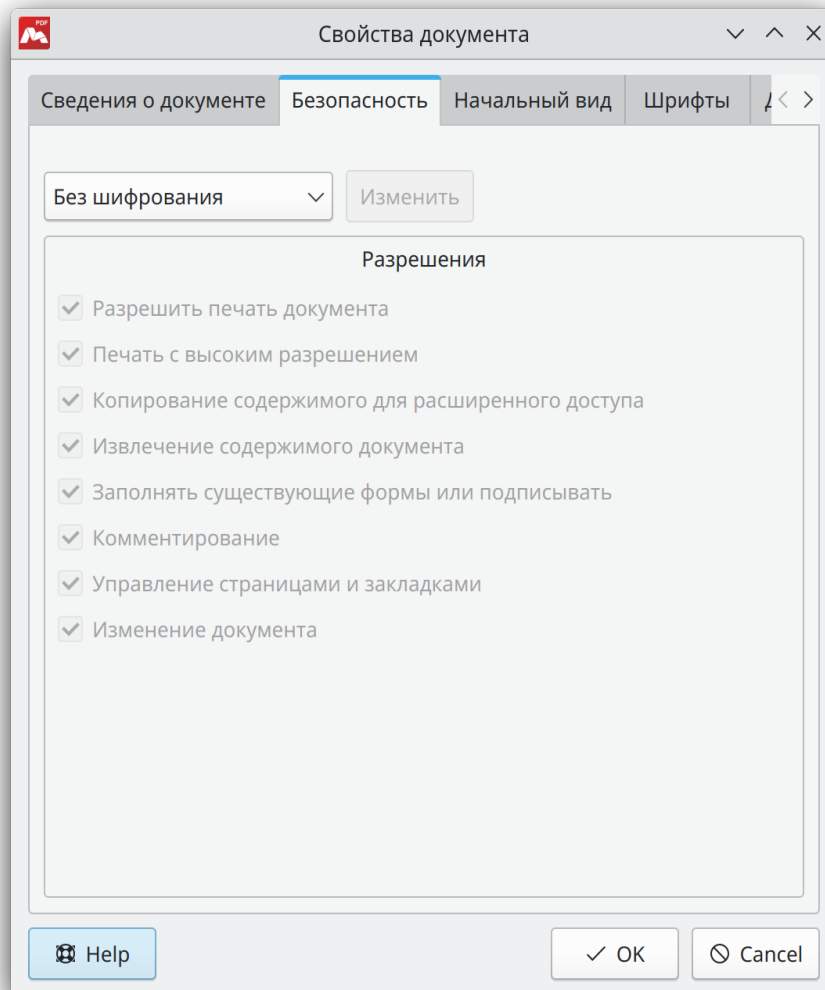 PDF
Свойства документа
Сведения о документе
Безопасность
Начальный вид
Шрифты
Без шифрования
Изменить
Разрешения
Разрешить печать документа
Печать с высоким разрешением
Копирование содержимого для расширенного доступа
Извлечение содержимого документа
Заполнять существующие формы или подписывать
Комментирование
Управление страницами и закладками
Изменение документа
Help
OK
Cancel